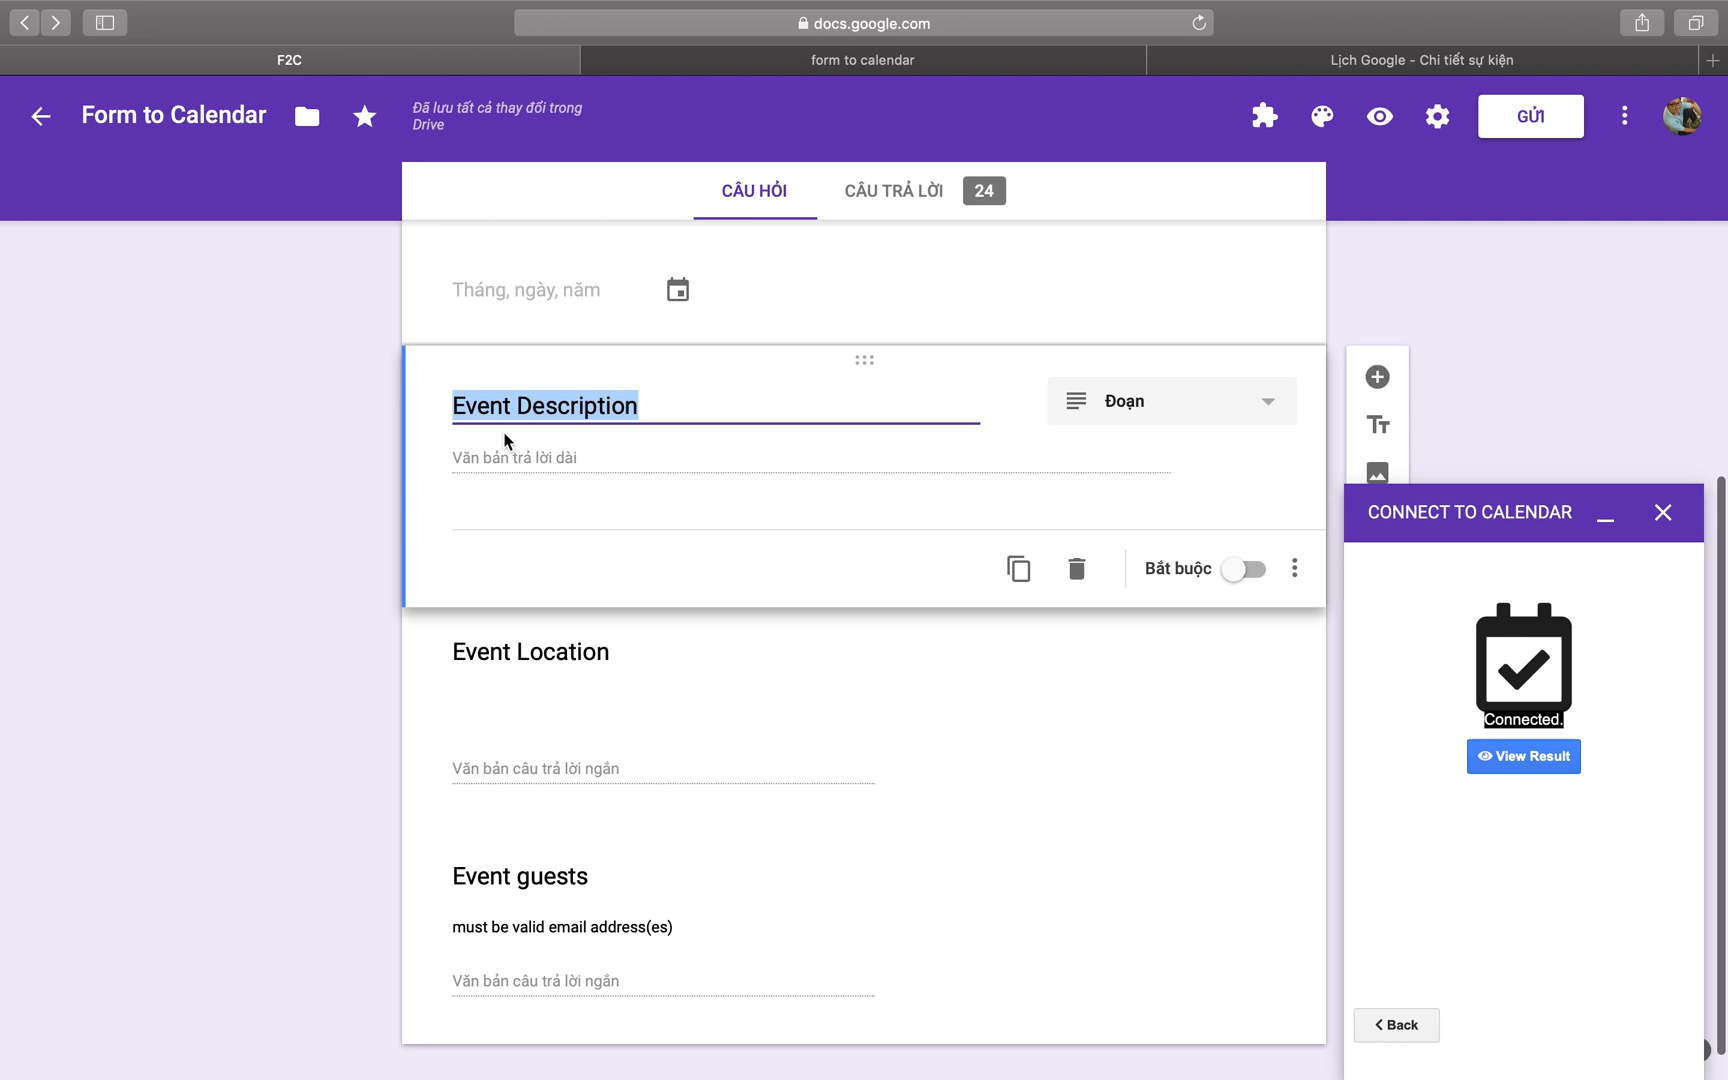 docs.google.com
F2C
form to calendar
Lịch Google - Chi tiết sự kiện
Form to Calendar
Đã lưu tất cả thay đổi trong
Drive
GỬI
CÂU HỎI
CÂU TRẢ LỜI
24
Tháng, ngày, năm
Event Description
Đoạn
Văn bản trả lời dài
Bắt buộc
CONNECT TO CALENDAR
Connected.
View Result
Event Location
Văn bản câu trả lời ngắn
Event guests
must be valid email address(es)
Văn bản câu trả lời ngắn
Back